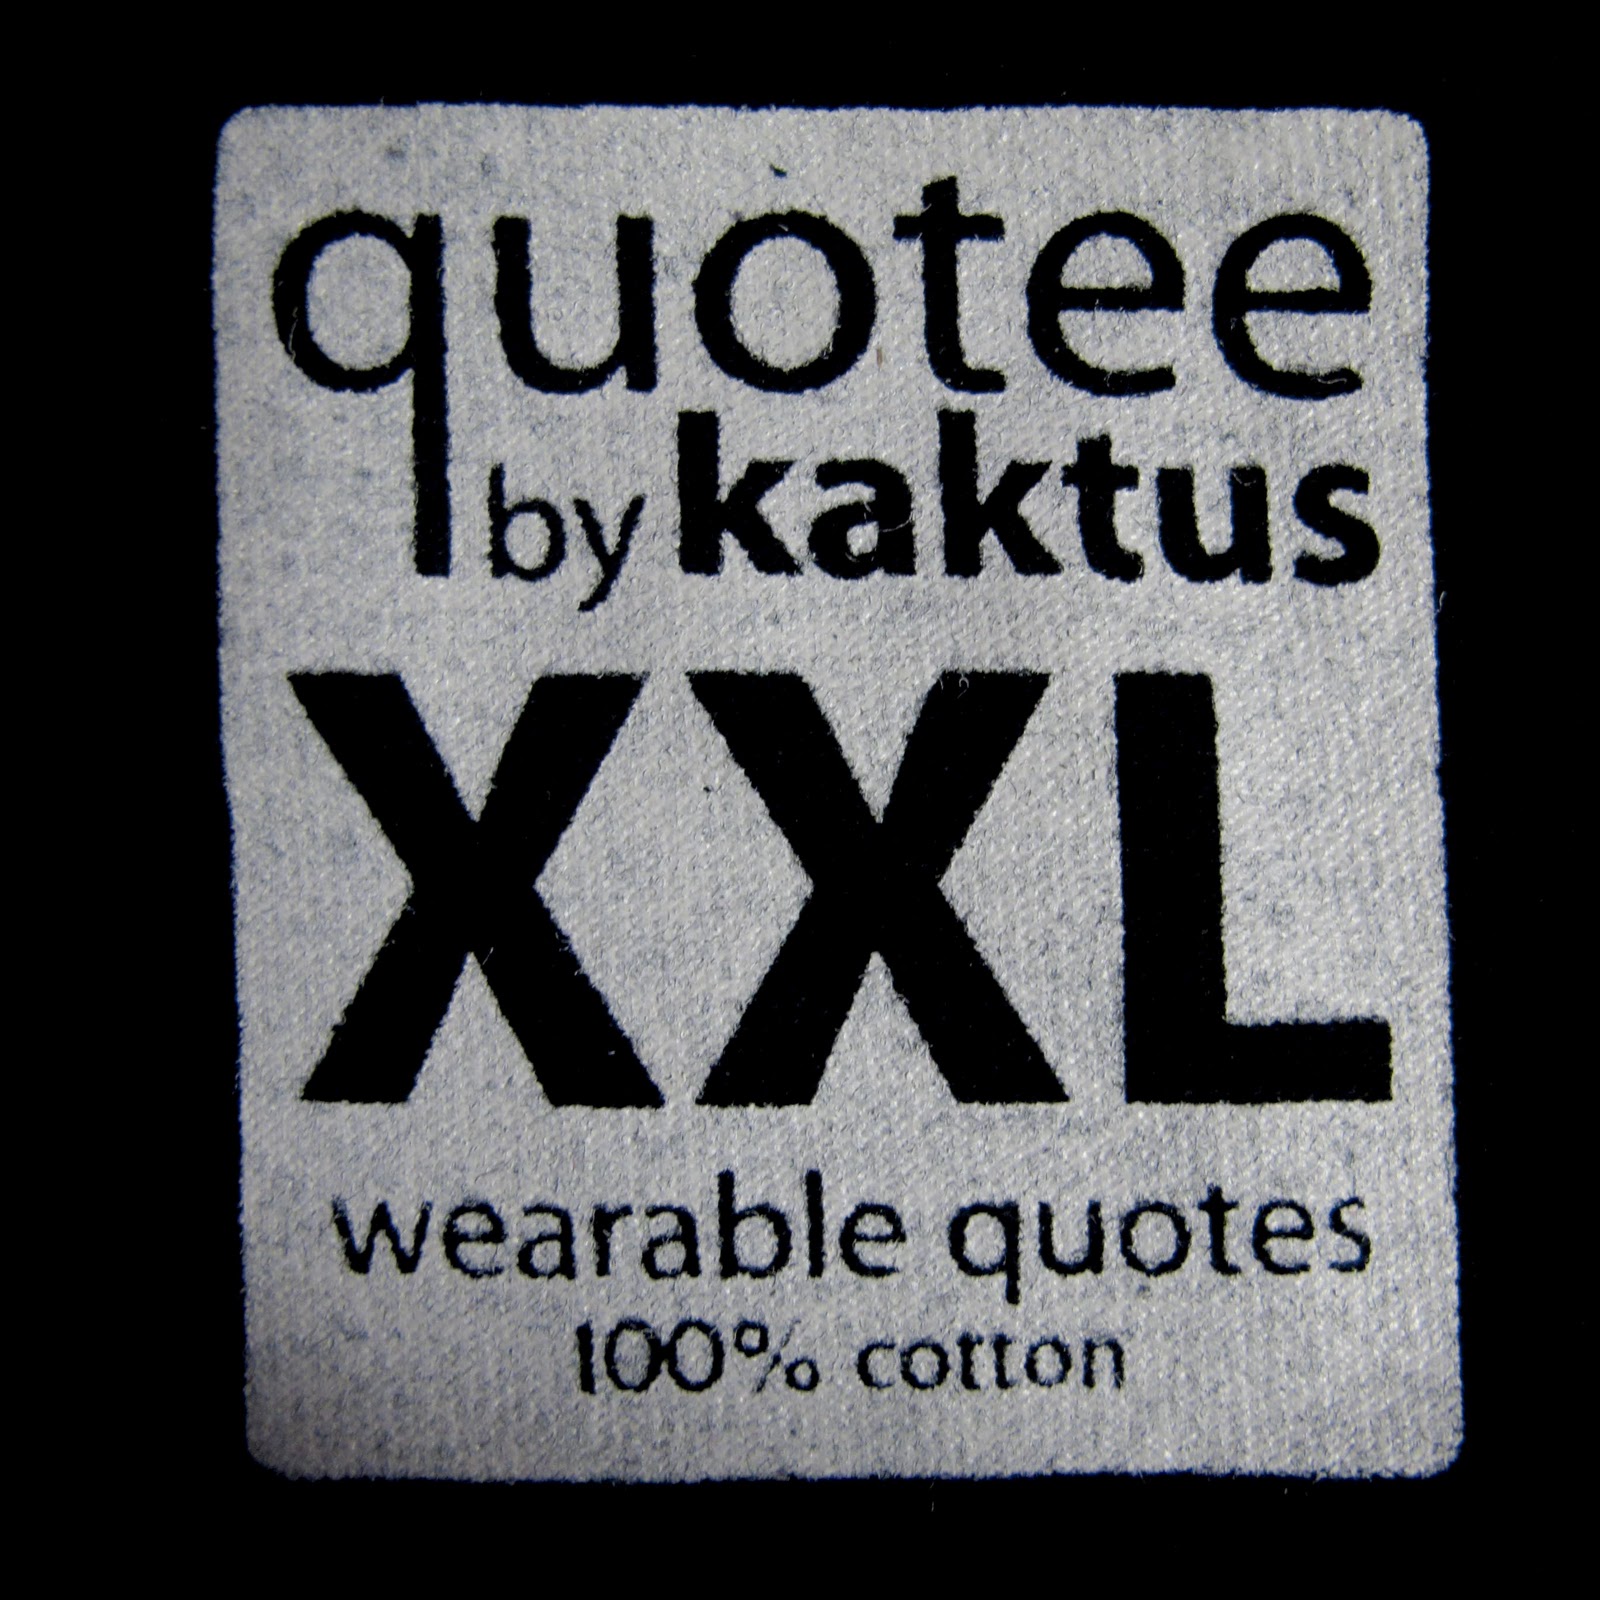 quotee
by kaktus
XXL
wearable quotes
100% cotton